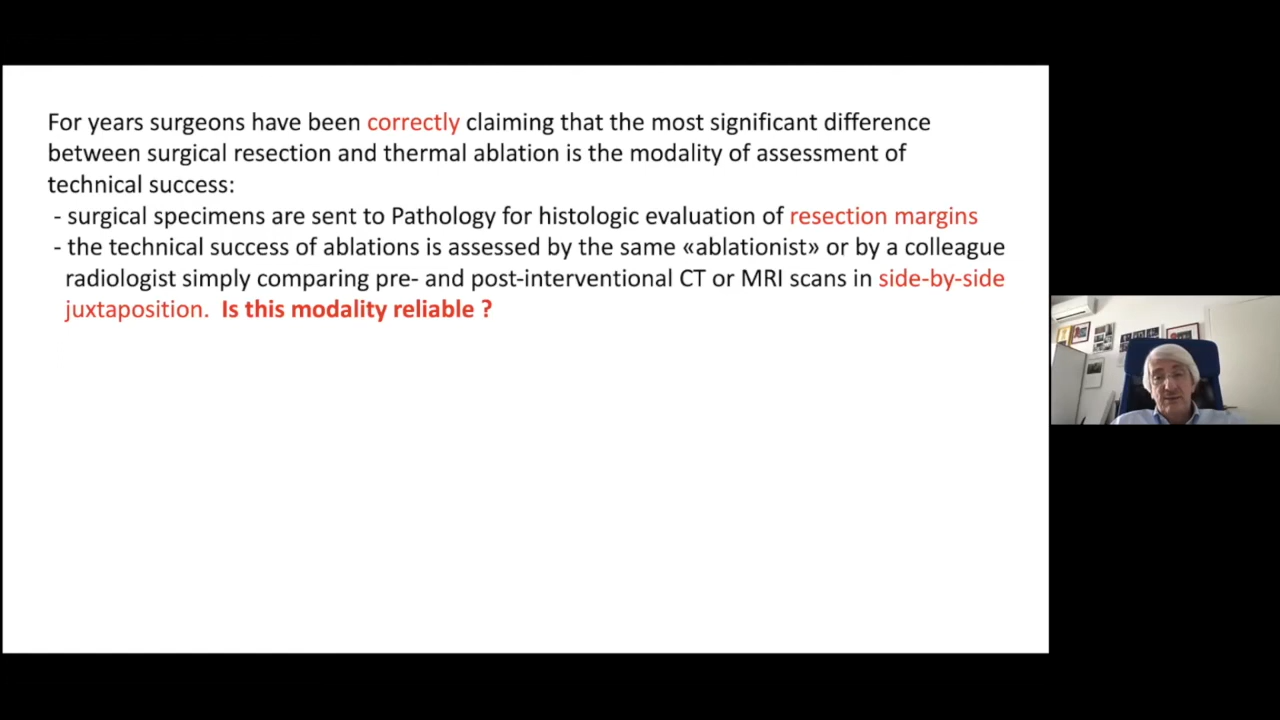 For years surgeons have been correctly claiming that the most significant difference
between surgical resection and thermal ablation is the modality of assessment of
technical success:
- surgical specimens are sent to Pathology for histologic evaluation of resection margins
- the technical success of ablations is assessed by the same «ablationist» or by a colleague
radiologist simply comparing pre- and post-interventional CT or MRI scans in side-by-side
juxtaposition. Is this modality reliable ?